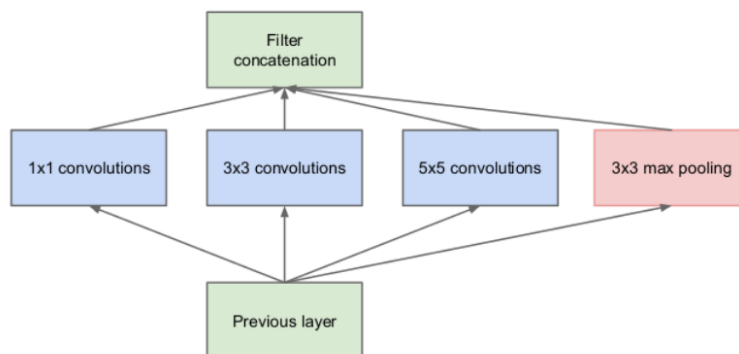 Filter
concatenation
1x1 convolutions
3x3 convolutions
5x5 convolutions
3x3 max pooling
Previous layer